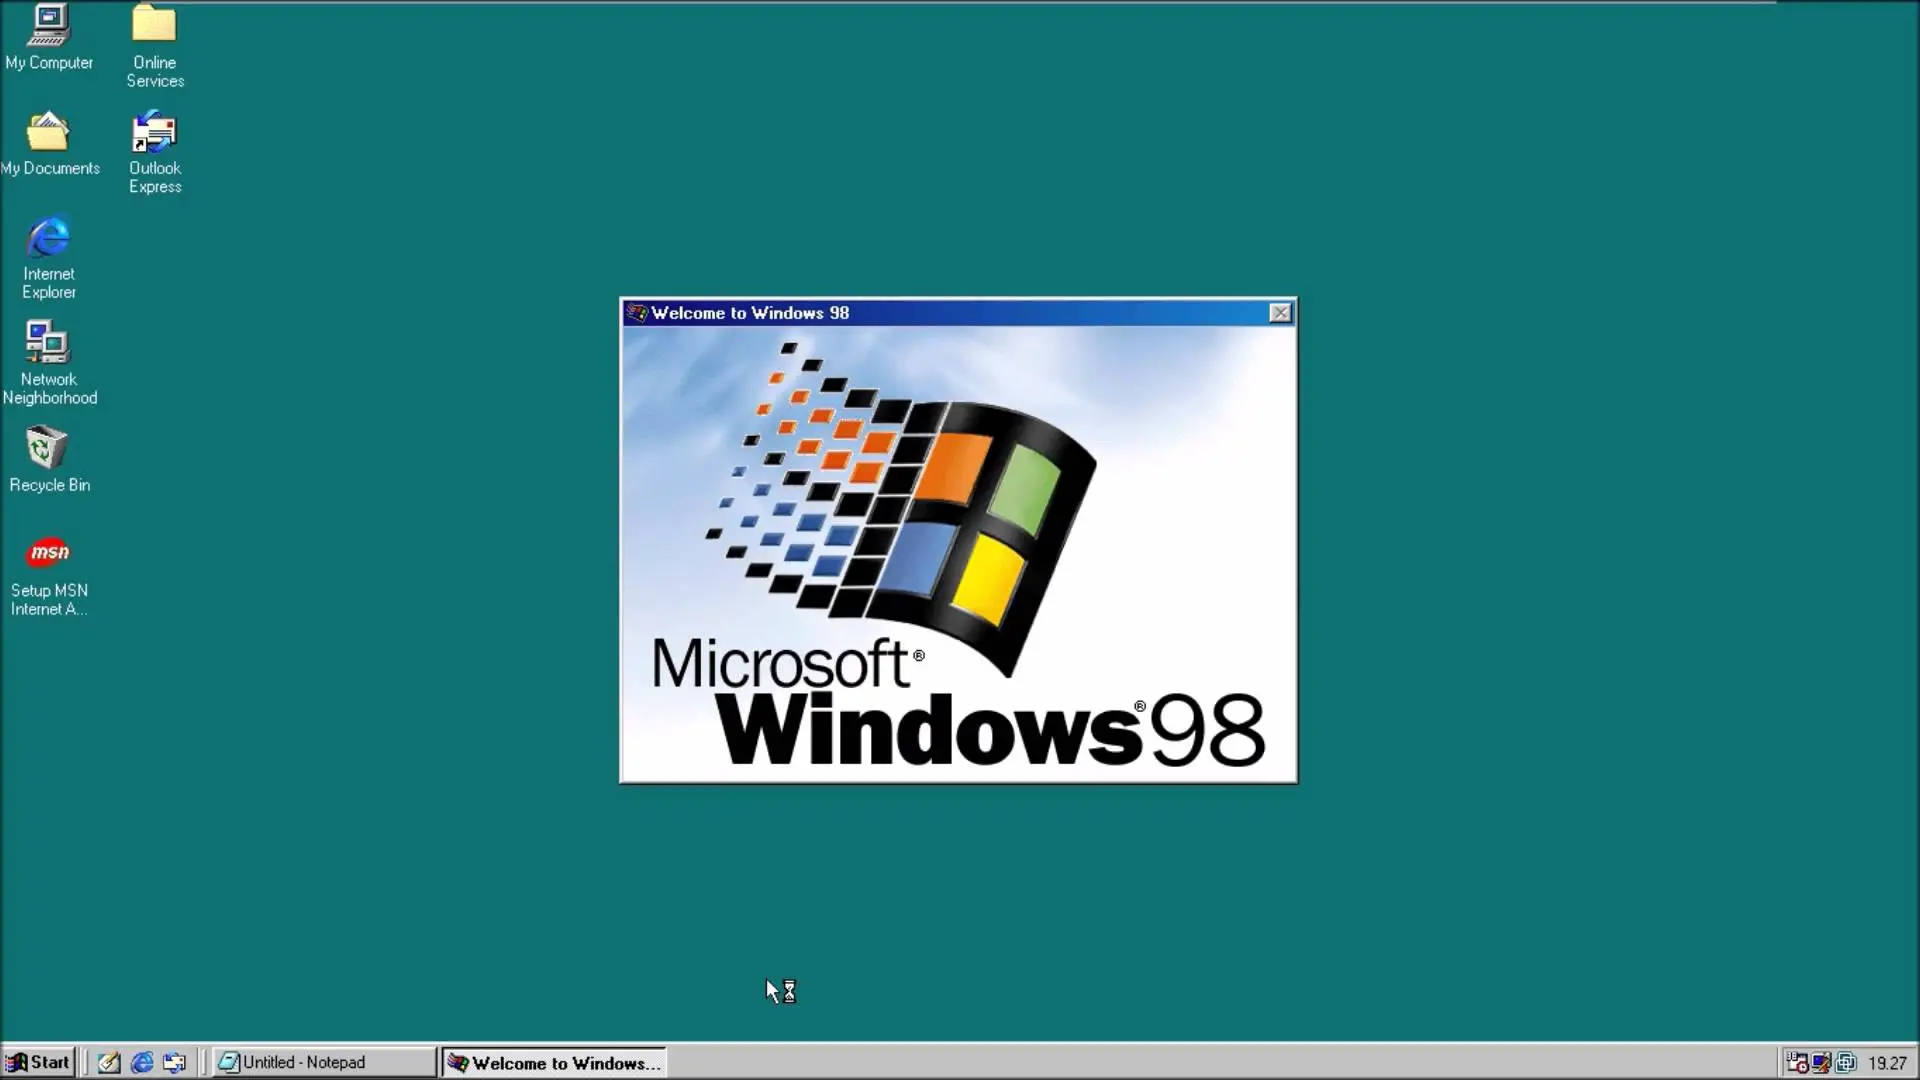 My Computer
Online
Services
My Documents
Outlook
Express
Internet
Explorer
Network
Neighborhood
Recycle Bin
msn
Setup MSN
Internet A...
Welcome to Windows 98
Microsoft®
Windows®98
Start
Untitled - Notepad
Welcome to Windows...
19.27